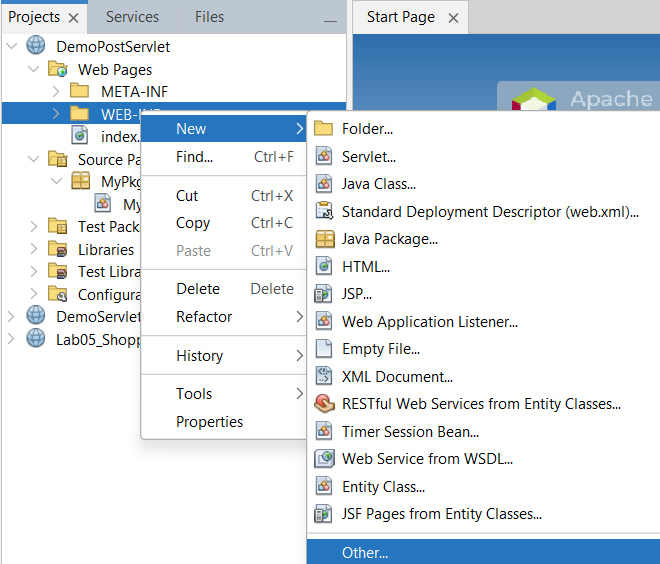 Projects
Services
Files
Start Page
DemoPostServlet
Web Pages
META-INF
WEB-INF
index.
Source Pa
MyPkg
My
Test Pack
Libraries
Test Libra
Configura
DemoServlet
Lab05_Shopp
Apache
New
Find... Ctrl+F
Cut Ctrl+X
Copy Ctrl+C
Paste Ctrl+V
Delete Delete
Refactor
History
Tools
Properties
Folder...
Servlet...
Java Class...
Standard Deployment Descriptor (web.xml)...
Java Package...
HTML...
JSP...
Web Application Listener...
Empty File...
XML Document...
RESTful Web Services from Entity Classes...
Timer Session Bean...
Web Service from WSDL...
Entity Class...
JSF Pages from Entity Classes...
Other...